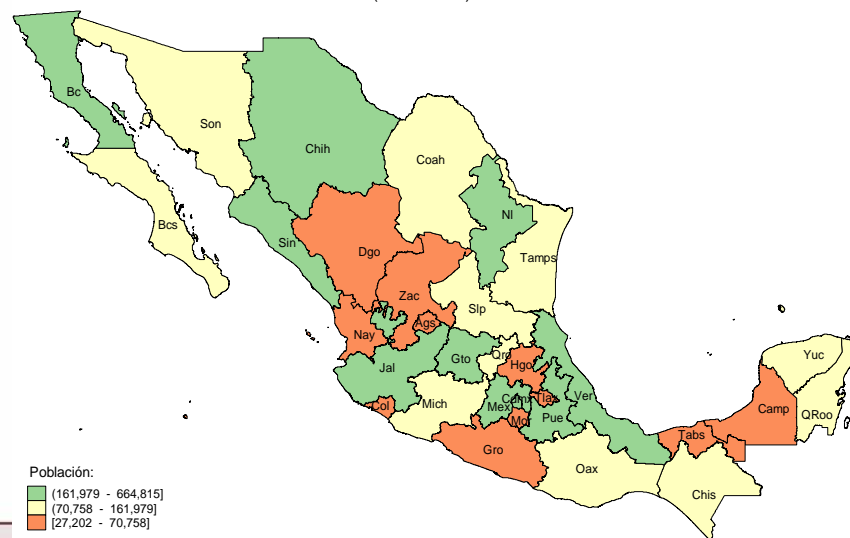 Bc
Son
Chih
Coah
Nl
Bcs
Sin
Dgo
Tamps
Zac
Slp
Ags
Nay
Jal
Gto
Qro
Hgo
Yuc
Col
Mich
Mex
Cdmx
Tlax
Ver
Mor
Pue
Camp
QRoo
Tabs
Gro
Oax
Chis
Población:
(161,979 - 664,815]
(70,758 - 161,979]
[27,202 - 70,758]